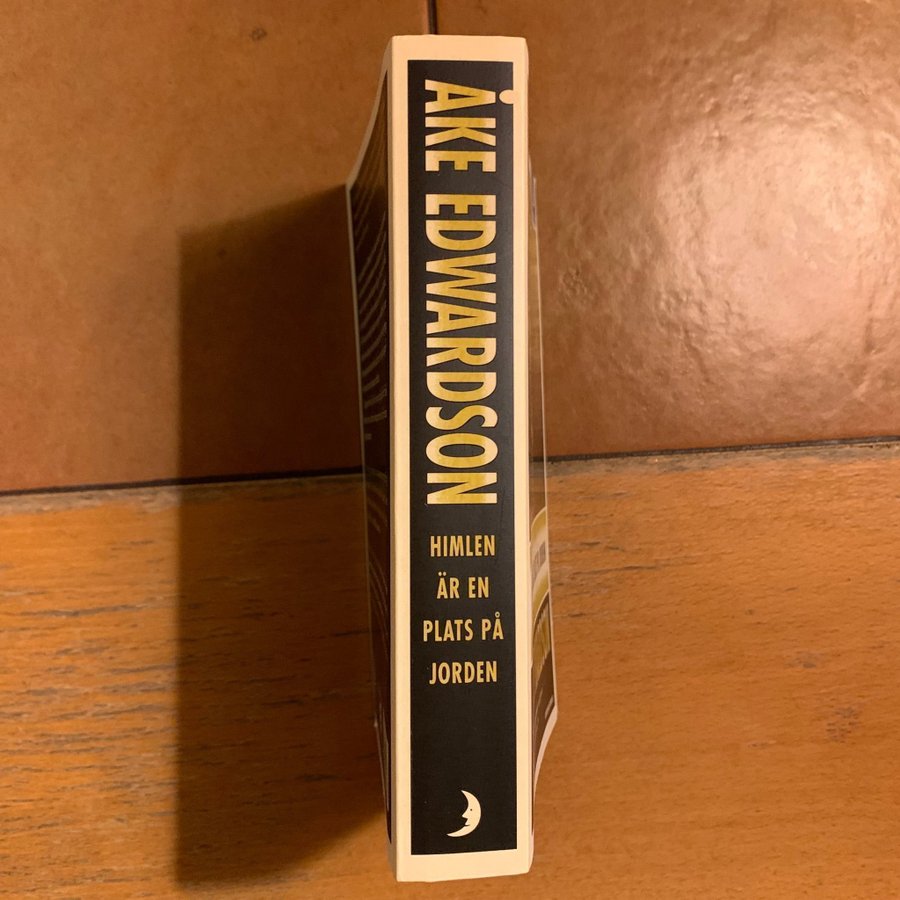 ÅKE EDWARDSON
HIMLEN
ÄR EN
PLATS PÅ
JORDEN